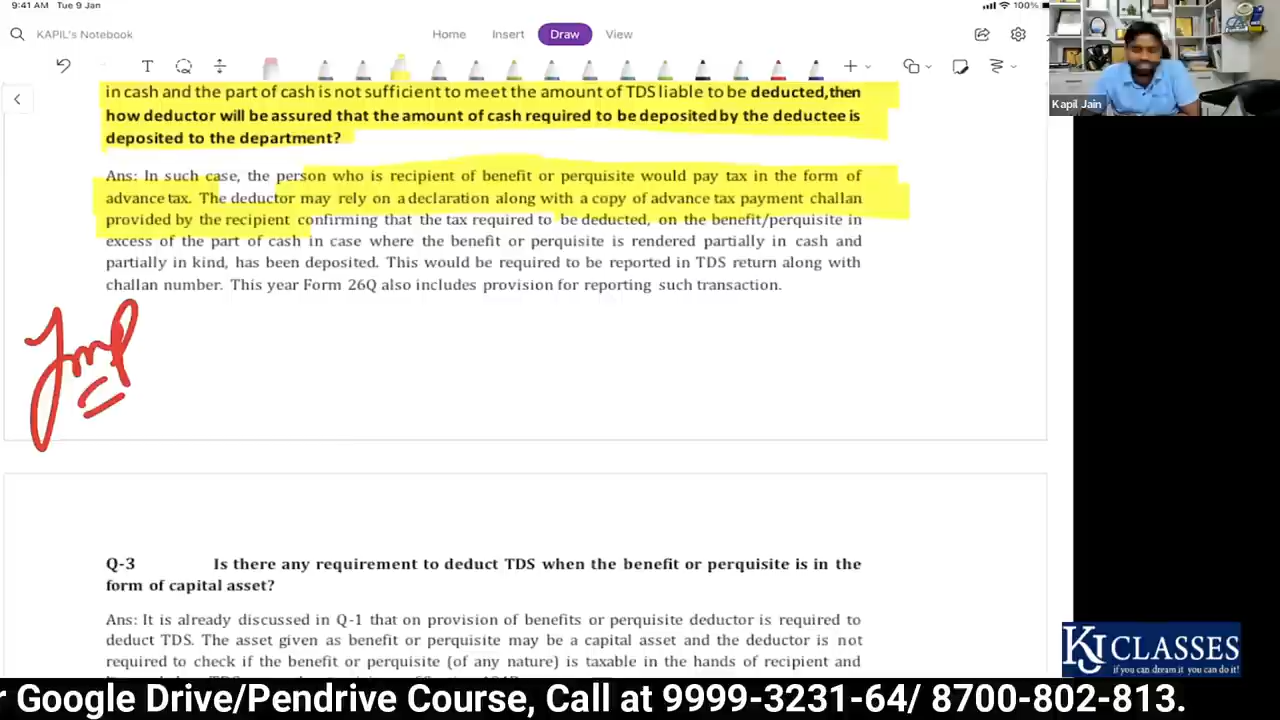 9:41 AM Tue 9 Jan
100%
KAPIL's Notebook
Home Insert Draw View
T
in cash and the part of cash is not sufficient to meet the amount of TDS liable to be deducted,then
how deductor will be assured that the amount of cash required to be deposited by the deductee is
deposited to the department?
Ans: In such case, the person who is recipient of benefit or perquisite would pay tax in the form of
advance tax. The deductor may rely on a declaration along with a copy of advance tax payment challan
provided by the recipient confirming that the tax required to be deducted, on the benefit/perquisite in
excess of the part of cash in case where the benefit or perquisite is rendered partially in cash and
partially in kind, has been deposited. This would be required to be reported in TDS return along with
challan number. This year Form 26Q also includes provision for reporting such transaction.
Imp
Q-3 Is there any requirement to deduct TDS when the benefit or perquisite is in the
form of capital asset?
Ans: It is already discussed in Q-1 that on provision of benefits or perquisite deductor is required to
deduct TDS. The asset given as benefit or perquisite may be a capital asset and the deductor is not
required to check if the benefit or perquisite (of any nature) is taxable in the hands of recipient and
Kapil Jain
KJ CLASSES
if you can dream it you can do it!
r Google Drive/Pendrive Course, Call at 9999-3231-64/ 8700-802-813.